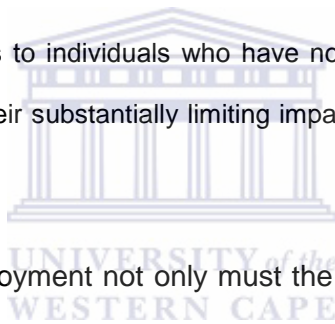 s to individuals who have no
eir substantially limiting impa
UNIVERSITY of the
oyment not only must the
WESTERN CAPE